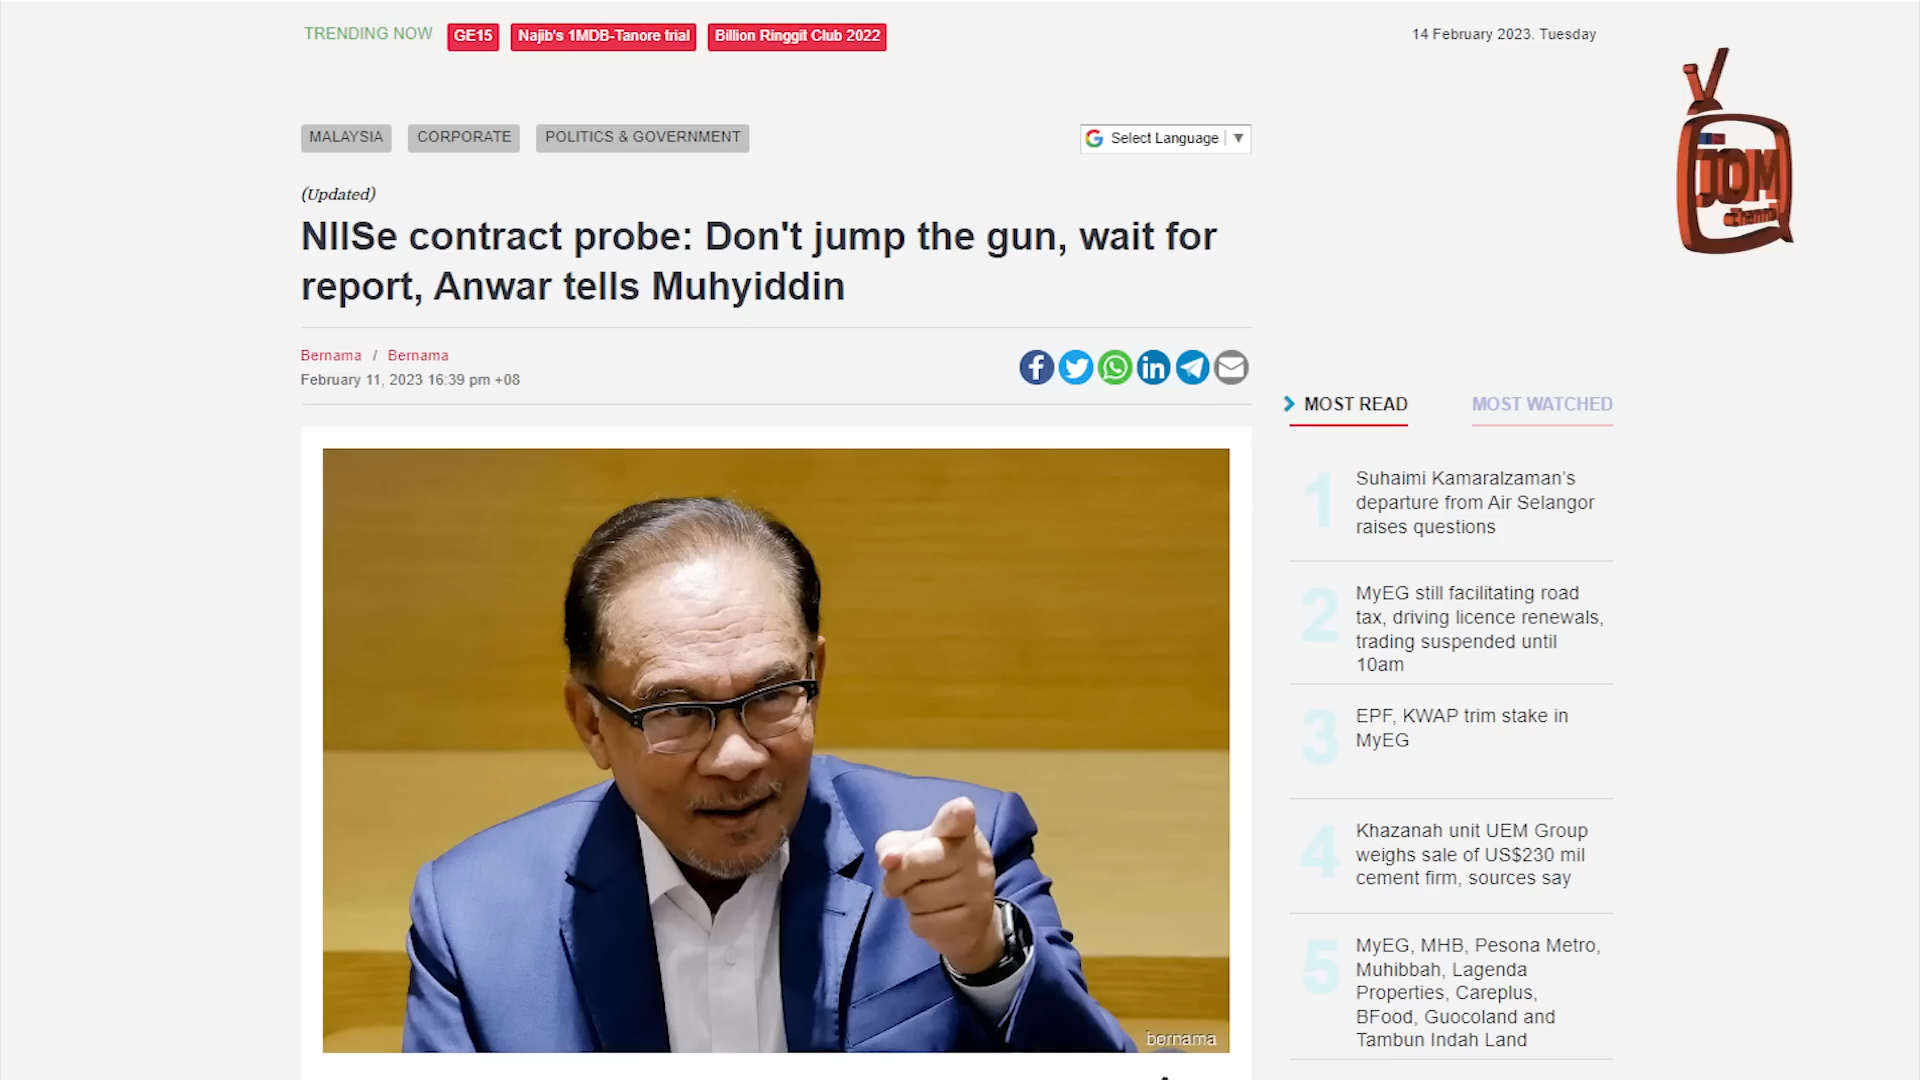 TRENDING NOW GE15 Najib's 1MDB-Tanore trial Billion Ringgit Club 2022
14 February 2023. Tuesday
JOM
Channel
MALAYSIA CORPORATE POLITICS & GOVERNMENT
Select Language ▼
(Updated)
NIISe contract probe: Don't jump the gun, wait for
report, Anwar tells Muhyiddin
Bernama / Bernama
February 11, 2023 16:39 pm +08
bernama
MOST READ MOST WATCHED
1
Suhaimi Kamaralzaman's
departure from Air Selangor
raises questions
2
MyEG still facilitating road
tax, driving licence renewals,
trading suspended until
10am
3
EPF, KWAP trim stake in
MyEG
4
Khazanah unit UEM Group
weighs sale of US$230 mil
cement firm, sources say
5
MyEG, MHB, Pesona Metro,
Muhibbah, Lagenda
Properties, Careplus,
BFood, Guocoland and
Tambun Indah Land